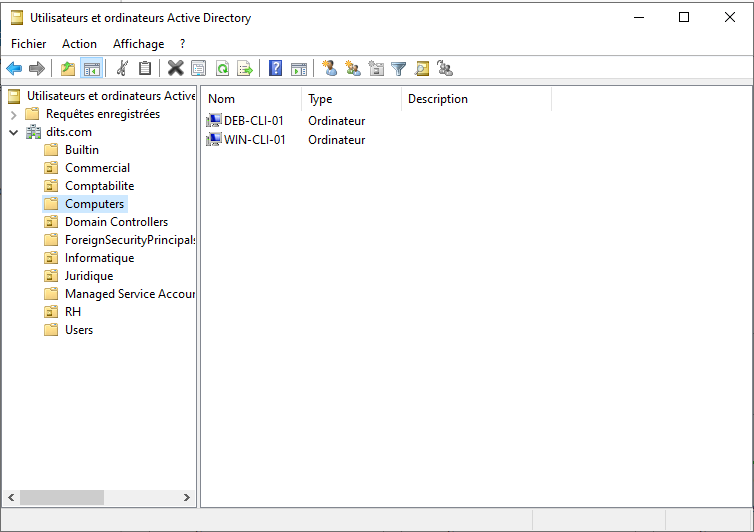 Utilisateurs et ordinateurs Active Directory
Fichier Action Affichage ?
Utilisateurs et ordinateurs Active
Requêtes enregistrées
dits.com
Builtin
Commercial
Comptabilite
Computers
Domain Controllers
ForeignSecurityPrincipals
Informatique
Juridique
Managed Service Accour
RH
Users
Nom Type Description
DEB-CLI-01 Ordinateur
WIN-CLI-01 Ordinateur